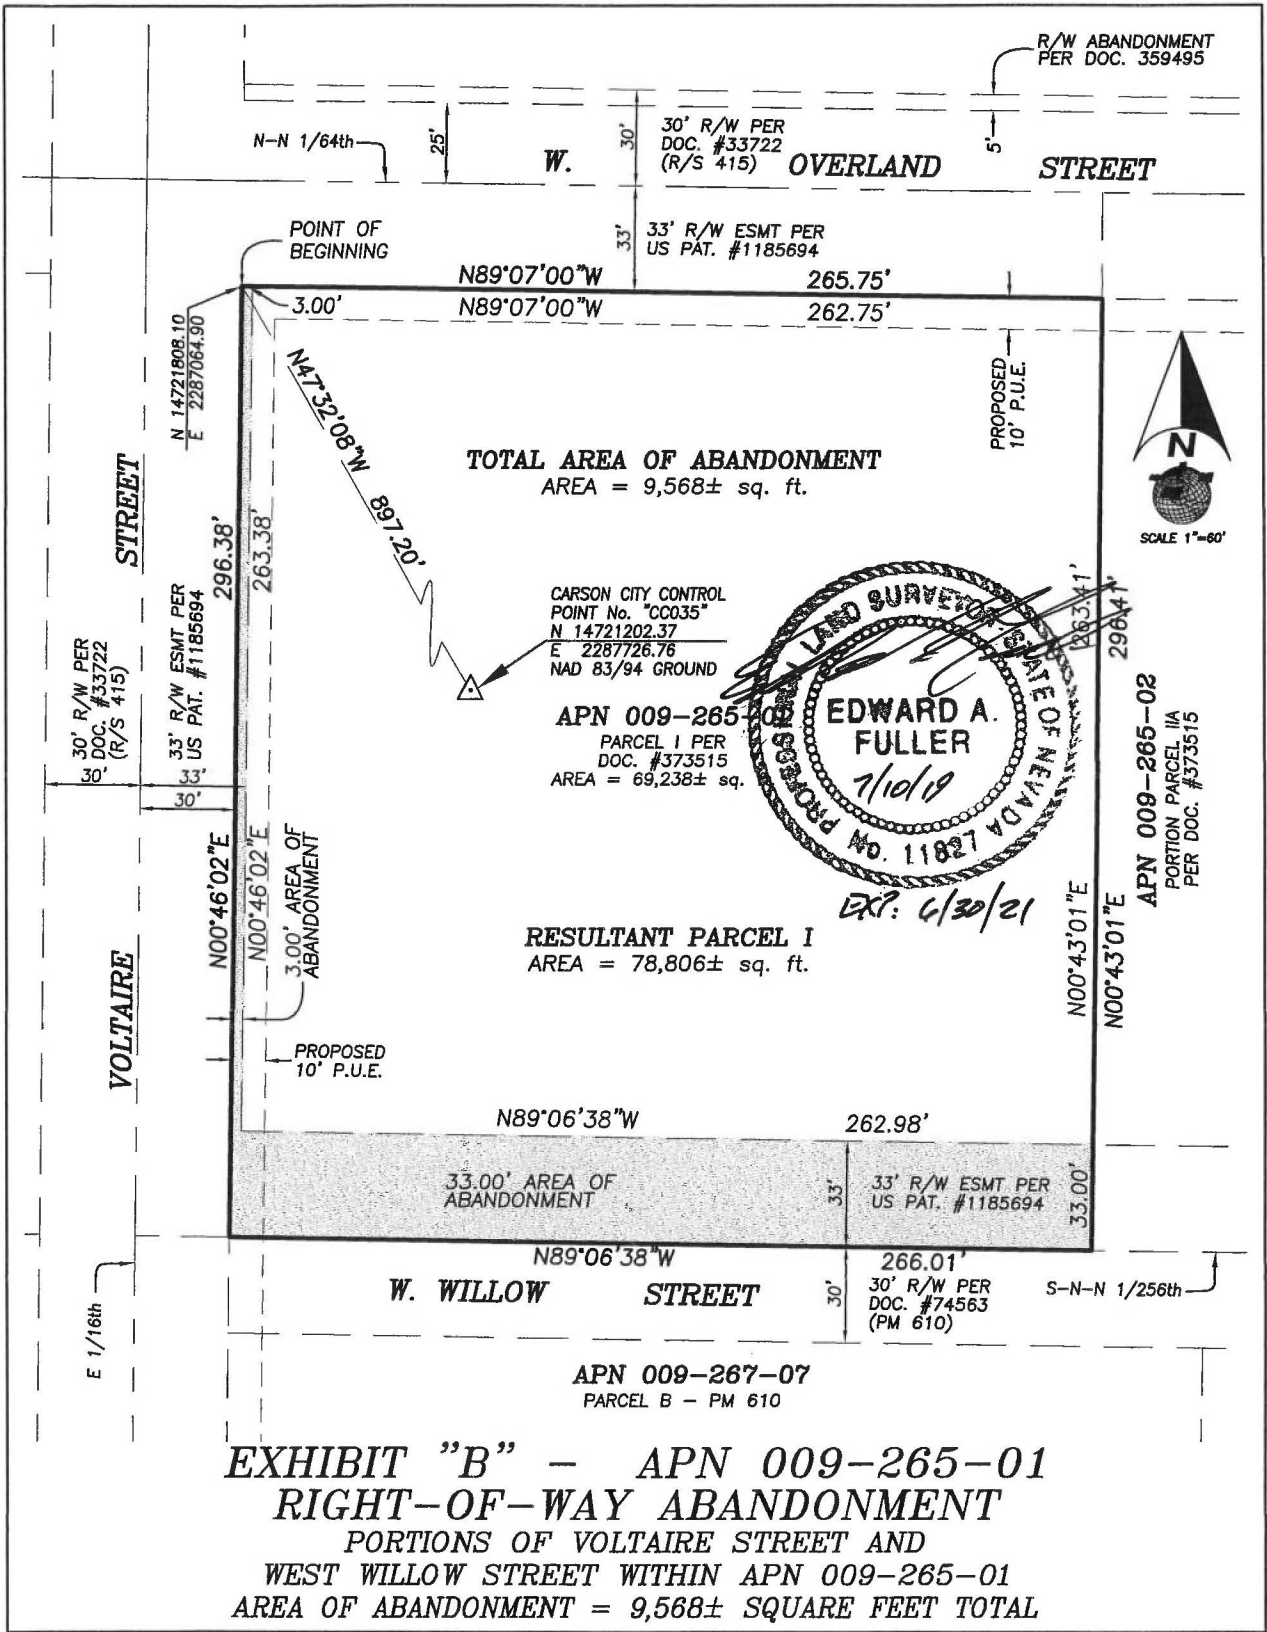 R/W ABANDONMENT
PER DOC. 359495
N-N 1/64th
25'
30'
30' R/W PER
DOC. #33722
(R/S 415)
5'
W. OVERLAND STREET
POINT OF
BEGINNING
33'
33' R/W ESMT PER
US PAT. #1185694
N89°07'00"W 265.75'
3.00'
N89°07'00"W 262.75'
N 14721808.10
E 2287064.90
N47°32'08"W 897.20'
PROPOSED
10' P.U.E.
N
SCALE 1"=60'
TOTAL AREA OF ABANDONMENT
AREA = 9,568± sq. ft.
STREET
296.38'
263.38'
CARSON CITY CONTROL
POINT No. "CC035"
N 14721202.37
E 2287726.76
NAD 83/94 GROUND
263.41'
296.41'
30' R/W PER
DOC. #33722
(R/S 415)
33' R/W ESMT PER
US PAT. #1185694
30'
33'
30'
APN 009-265-01
PARCEL I PER
DOC. #373515
AREA = 69,238± sq.
PROFESSIONAL LAND SURVEYOR STATE OF NEVADA
EDWARD A.
FULLER
7/10/19
No. 11827
EXP: 6/30/21
APN 009-265-02
PORTION PARCEL IIA
PER DOC. #373515
N00°46'02"E
N00°46'02"E
3.00' AREA OF
ABANDONMENT
RESULTANT PARCEL I
AREA = 78,806± sq. ft.
N00°43'01"E
N00°43'01"E
VOLTAIRE
PROPOSED
10' P.U.E.
N89°06'38"W 262.98'
33.00' AREA OF
ABANDONMENT
33'
33' R/W ESMT PER
US PAT. #1185694
33.00'
N89°06'38"W 266.01'
W. WILLOW STREET
30'
30' R/W PER
DOC. #74563
(PM 610)
S-N-N 1/256th
E 1/16th
APN 009-267-07
PARCEL B - PM 610
EXHIBIT "B" - APN 009-265-01
RIGHT-OF-WAY ABANDONMENT
PORTIONS OF VOLTAIRE STREET AND
WEST WILLOW STREET WITHIN APN 009-265-01
AREA OF ABANDONMENT = 9,568± SQUARE FEET TOTAL